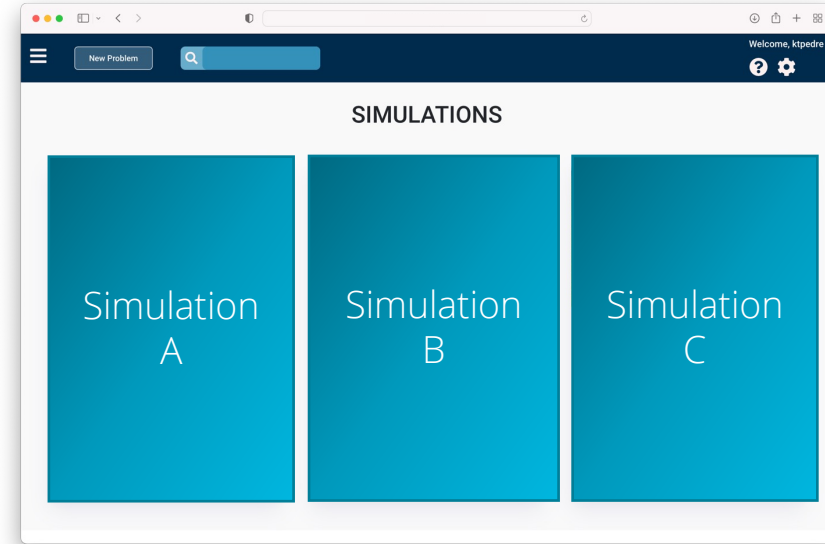 Welcome, ktpedre
New Problem
SIMULATIONS
Simulation
A
Simulation
B
Simulation
C